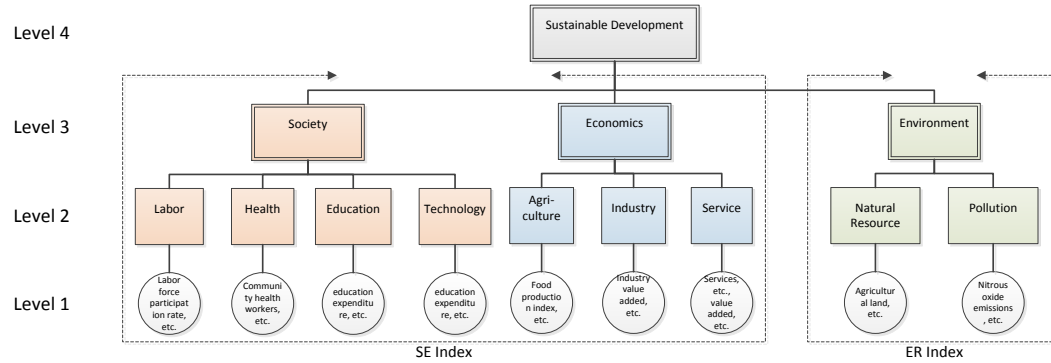 Level 4
Sustainable Development
Level 3
Society
Economics
Environment
Level 2
Labor
Health
Education
Technology
Agri-
culture
Industry
Service
Natural
Resource
Pollution
Level 1
Labor
force
participat
ion rate,
etc.
Communi
ty health
workers,
etc.
education
expenditu
re, etc.
education
expenditu
re, etc.
Food
productio
n index,
etc.
Industry
value
added,
etc.
Services,
etc.,
value
added,
etc.
Agricultur
al land,
etc.
Nitrous
oxide
emissions
, etc.
SE Index
ER Index